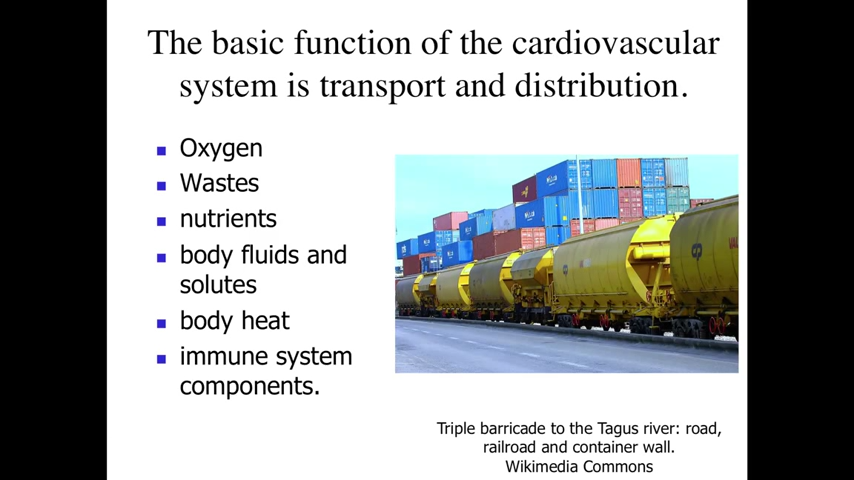 The basic function of the cardiovascular
system is transport and distribution.
Oxygen
Wastes
nutrients
body fluids and
solutes
body heat
immune system
components.
Triple barricade to the Tagus river: road,
railroad and container wall.
Wikimedia Commons